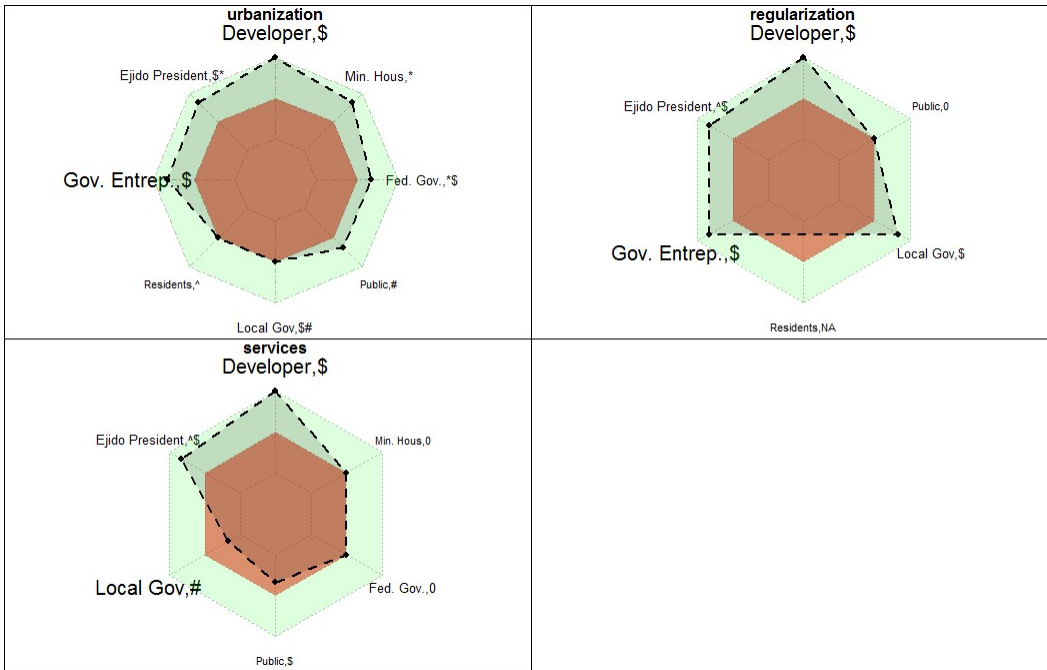 urbanization
Developer,$
Ejido President,$*
Min. Hous,*
Gov. Entrep.,$
Fed. Gov.,*$
Residents,^
Public,#
Local Gov,$#
regularization
Developer,$
Ejido President,^$
Public,0
Gov. Entrep.,$
Local Gov,$
Residents,NA
services
Developer,$
Ejido President,^$
Min. Hous,0
Local Gov,#
Fed. Gov.,0
Public,$